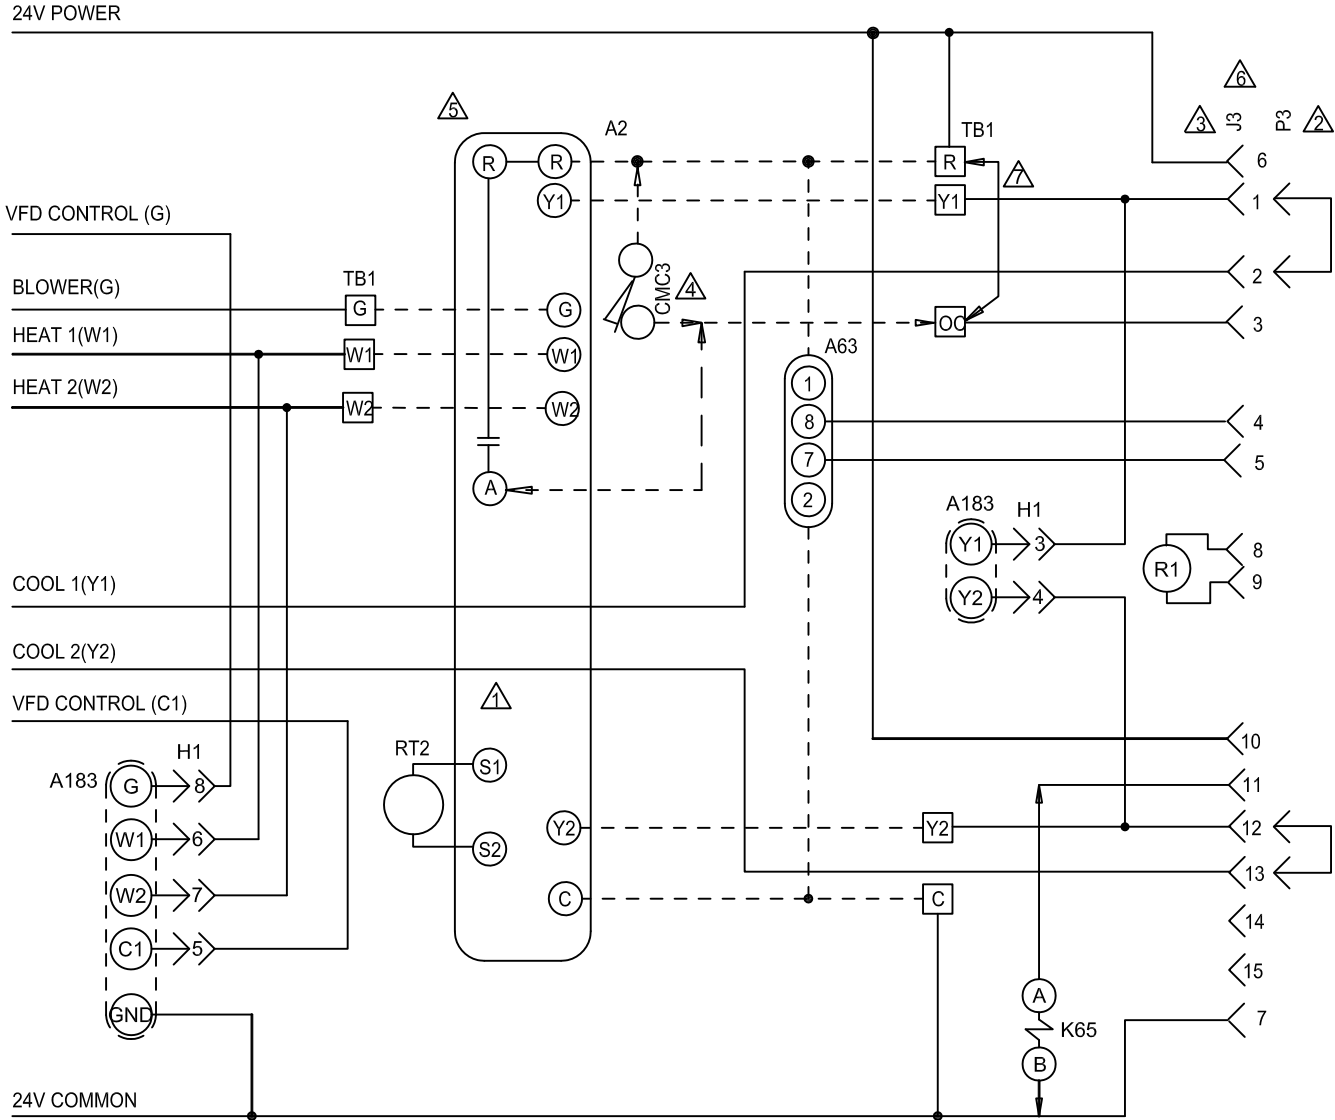 24V POWER
6
5
3
J3
P3
2
A2
TB1
R
R
R
6
7
Y1
Y1
1
VFD CONTROL (G)
TB1
CMC3
4
2
BLOWER(G)
G
G
OC
3
HEAT 1(W1)
W1
W1
A63
1
HEAT 2(W2)
W2
W2
8
4
7
5
A
2
A183
H1
Y1
3
8
R1
9
COOL 1(Y1)
Y2
4
COOL 2(Y2)
1
VFD CONTROL (C1)
10
H1
RT2
S1
A183
G
8
11
Y2
Y2
12
W1
6
S2
13
W2
7
C
C
14
C1
5
15
A
GND
7
K65
B
24V COMMON